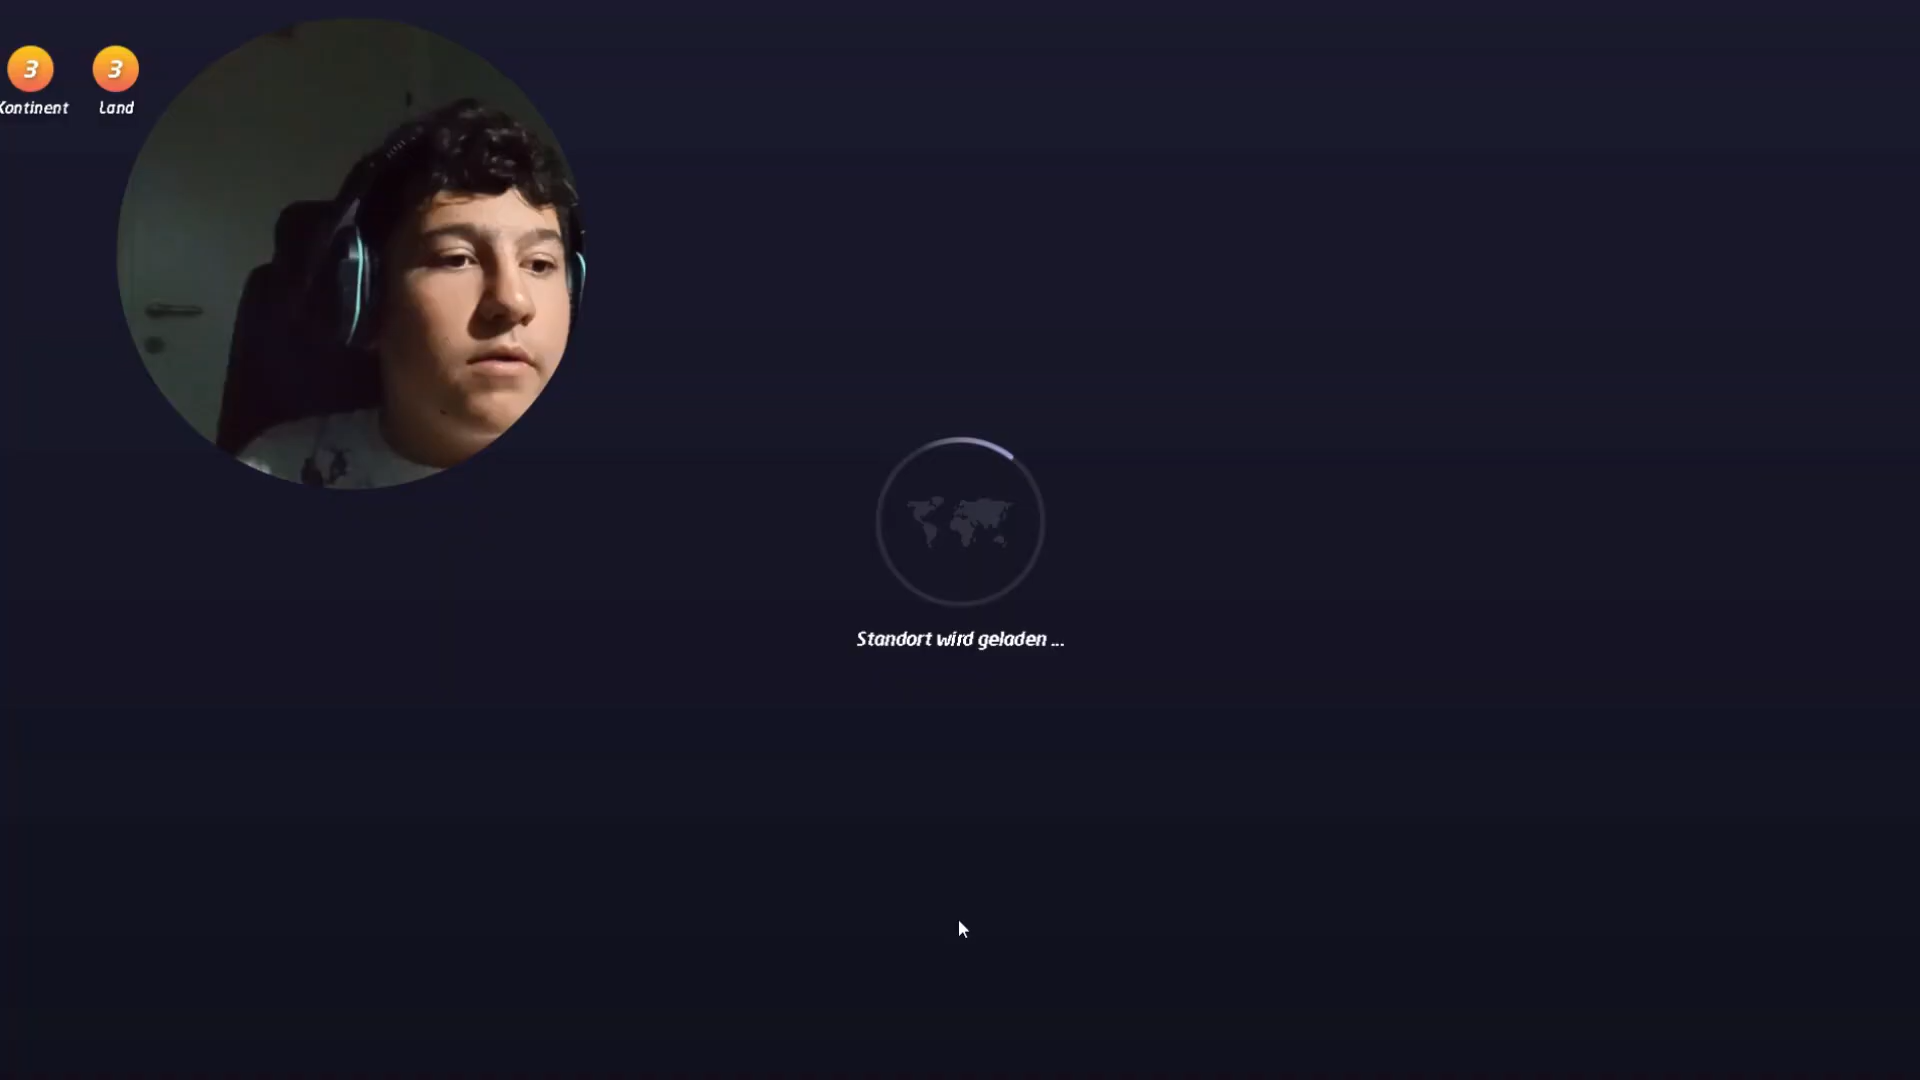 3
3
Kontinent
Land
Standort wird geladen ...